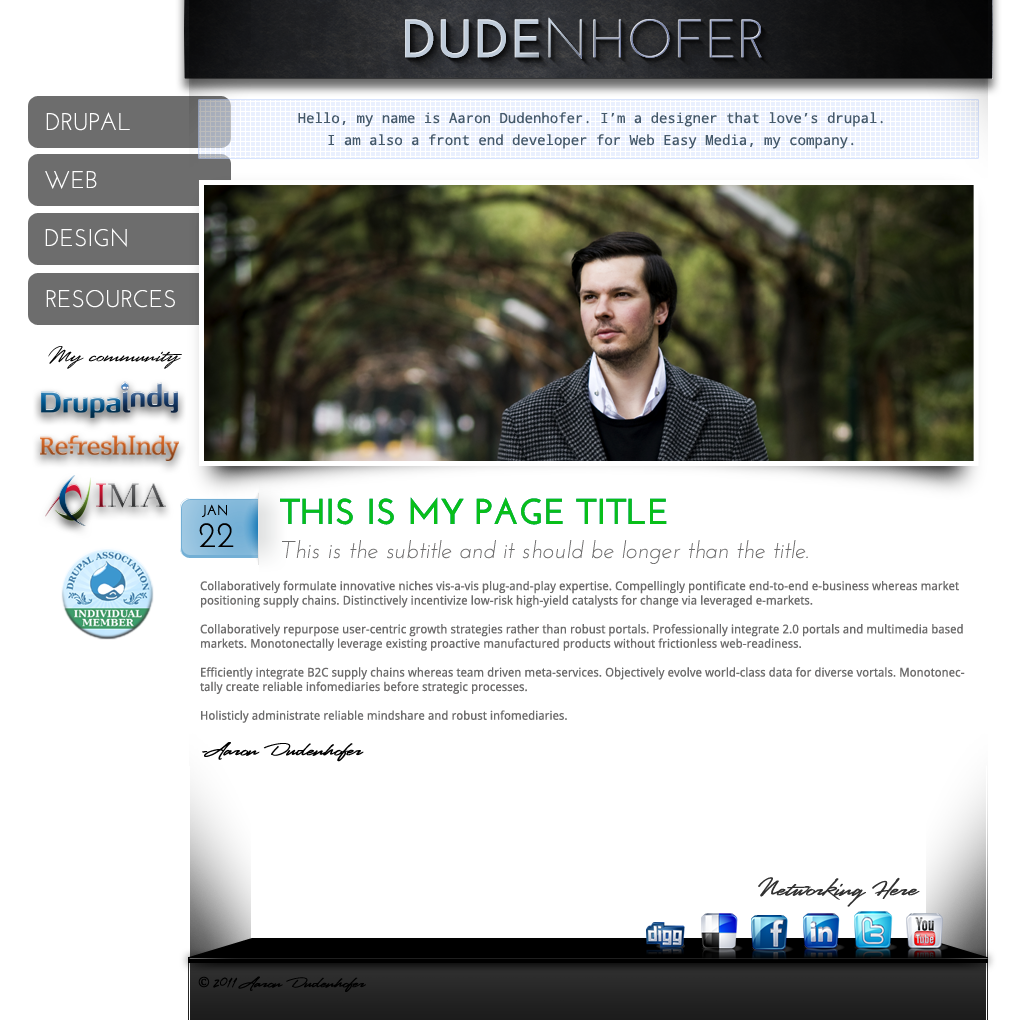 DUDENHOFER
Hello, my name is Aaron Dudenhofer. I'm a designer that love's drupal.
I am also a front end developer for Web Easy Media, my company.
DRUPAL
WEB
DESIGN
RESOURCES
My community
DrupalIndy
RefreshIndy
IMA
DRUPAL ASSOCIATION
INDIVIDUAL
MEMBER
JAN
22
THIS IS MY PAGE TITLE
This is the subtitle and it should be longer than the title.
Collaboratively formulate innovative niches vis-a-vis plug-and-play expertise. Compellingly pontificate end-to-end e-business whereas market
positioning supply chains. Distinctively incentivize low-risk high-yield catalysts for change via leveraged e-markets.
Collaboratively repurpose user-centric growth strategies rather than robust portals. Professionally integrate 2.0 portals and multimedia based
markets. Monotonectally leverage existing proactive manufactured products without frictionless web-readiness.
Efficiently integrate B2C supply chains whereas team driven meta-services. Objectively evolve world-class data for diverse vortals. Monotonec-
tally create reliable infomediaries before strategic processes.
Holisticly administrate reliable mindshare and robust infomediaries.
-Aaron Dudenhofer
Networking Here
digg
f
in
t
You
Tube
© 2011 Aaron Dudenhofer